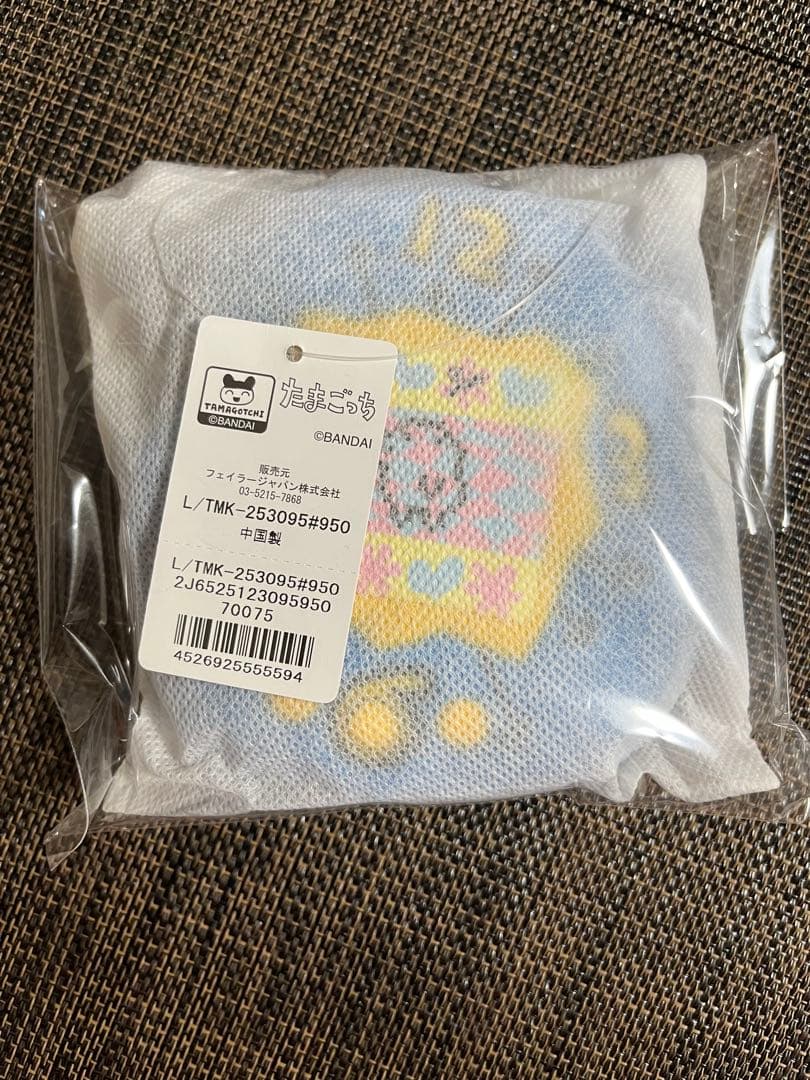 12
3
6
TAMAGOTCHI
©BANDAI
たまごっち
©BANDAI
販売元
フェイラージャパン株式会社
03-5215-7868
L/TMK-253095#950
中国製
L/TMK-253095#950
2J6525123095950
70075
4526925555594